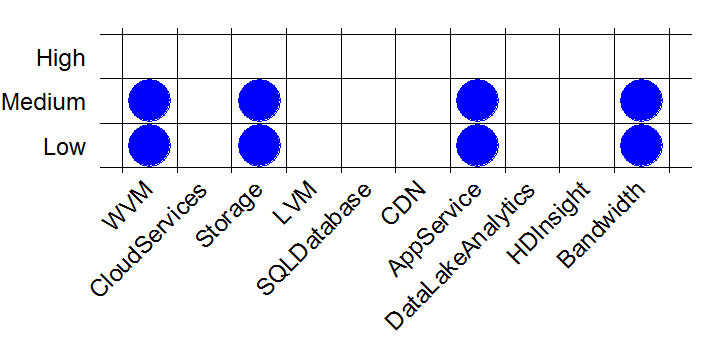 High
Medium
Low
WVM
CloudServices
Storage
LVM
SQLDatabase
CDN
AppService
DataLakeAnalytics
HDInsight
Bandwidth